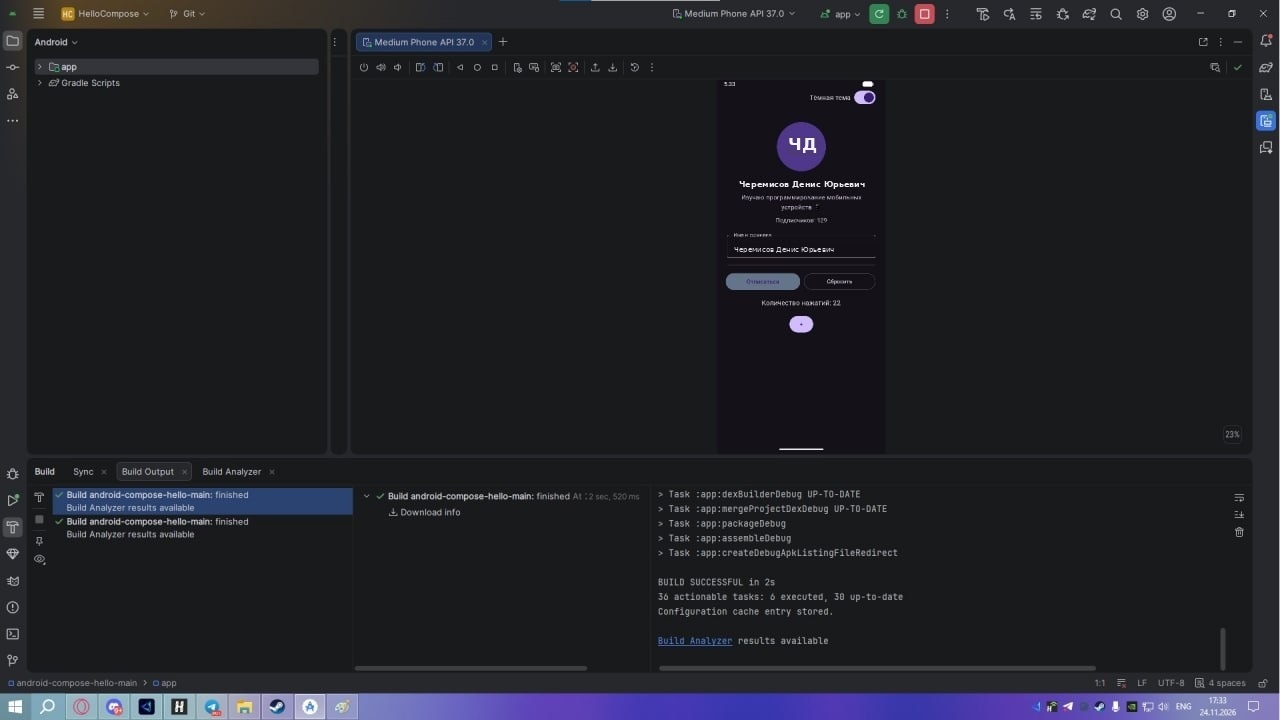 HC HelloCompose Git Medium Phone API 37.0 app
Android
Medium Phone API 37.0
app
Gradle Scripts
5:33
Тёмная тема
ЧД
Черемисов Денис Юрьевич
Изучаю программирование мобильных
устройств
Подписчиков: 129
Черемисов Денис Юрьевич
Отписаться Сбросить
Количество нажатий: 22
+
23%
Build Sync Build Output Build Analyzer
Build android-compose-hello-main: finished
Build Analyzer results available
Build android-compose-hello-main: finished
Build Analyzer results available
Build android-compose-hello-main: finished At : 2 sec, 520 ms
Download info
> Task :app:dexBuilderDebug UP-TO-DATE
> Task :app:mergeProjectDexDebug UP-TO-DATE
> Task :app:packageDebug
> Task :app:assembleDebug
> Task :app:createDebugApkListingFileRedirect
BUILD SUCCESSFUL in 2s
36 actionable tasks: 6 executed, 30 up-to-date
Configuration cache entry stored.
Build Analyzer results available
android-compose-hello-main > app
1:1 LF UTF-8 4 spaces
ENG
17:33
24.11.2026